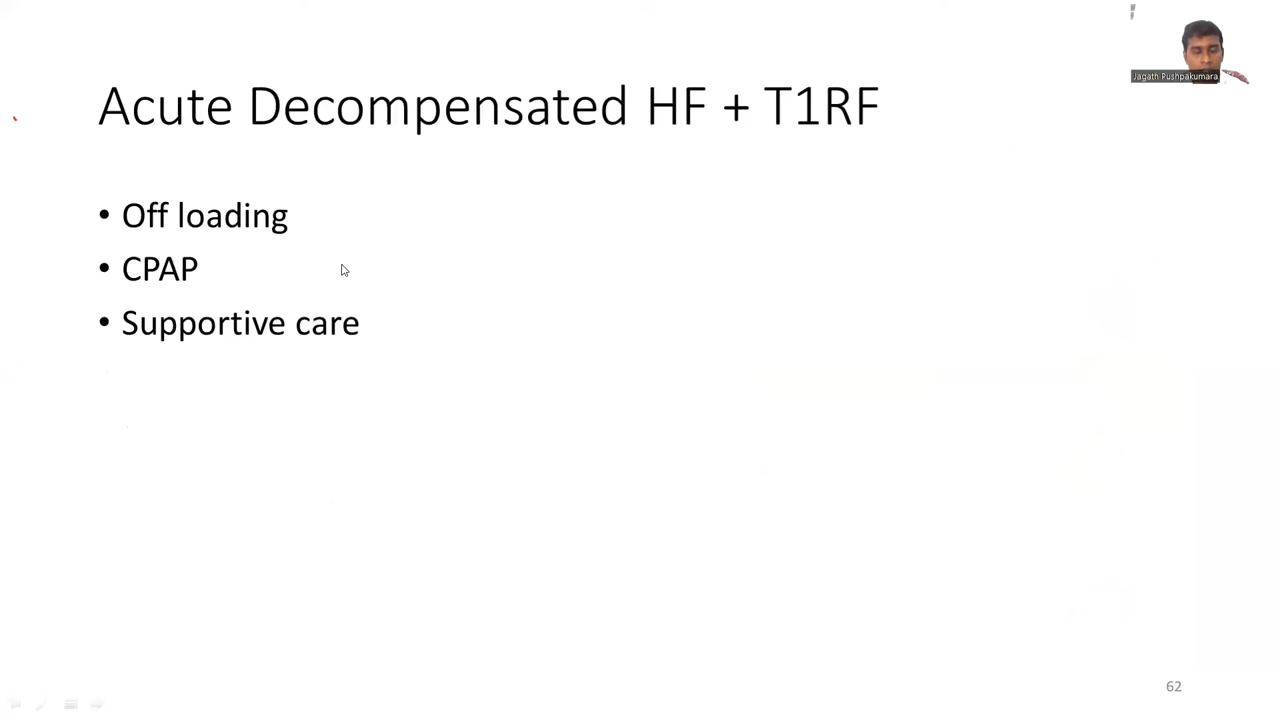 Jagath Pushpakumara
Acute Decompensated HF + T1RF
• Off loading
• CPAP
• Supportive care
62